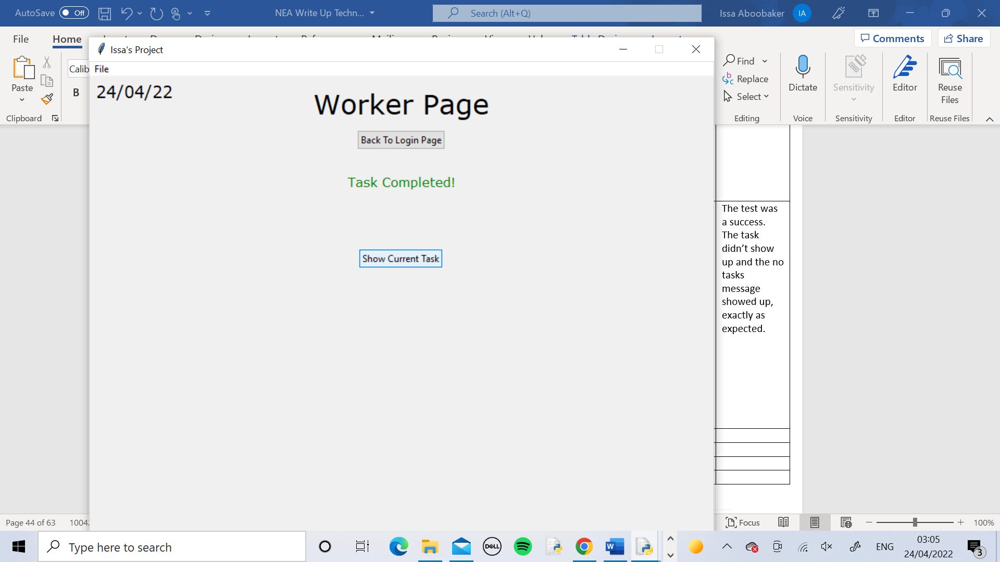 AutoSave Off
NEA Write Up Techn...
Search (Alt+Q)
Issa Aboobaker IA
File Home
Comments Share
Issa's Project
File
24/04/22
Worker Page
Back To Login Page
Task Completed!
Show Current Task
Paste
Calib
B
Clipboard
Find
Replace
Select
Editing
Dictate
Voice
Sensitivity
Sensitivity
Editor
Editor
Reuse
Files
Reuse Files
The test was
a success.
The task
didn’t show
up and the no
tasks
message
showed up,
exactly as
expected.
Page 44 of 63
Focus
100%
Type here to search
DELL
W
ENG
03:05
24/04/2022
3